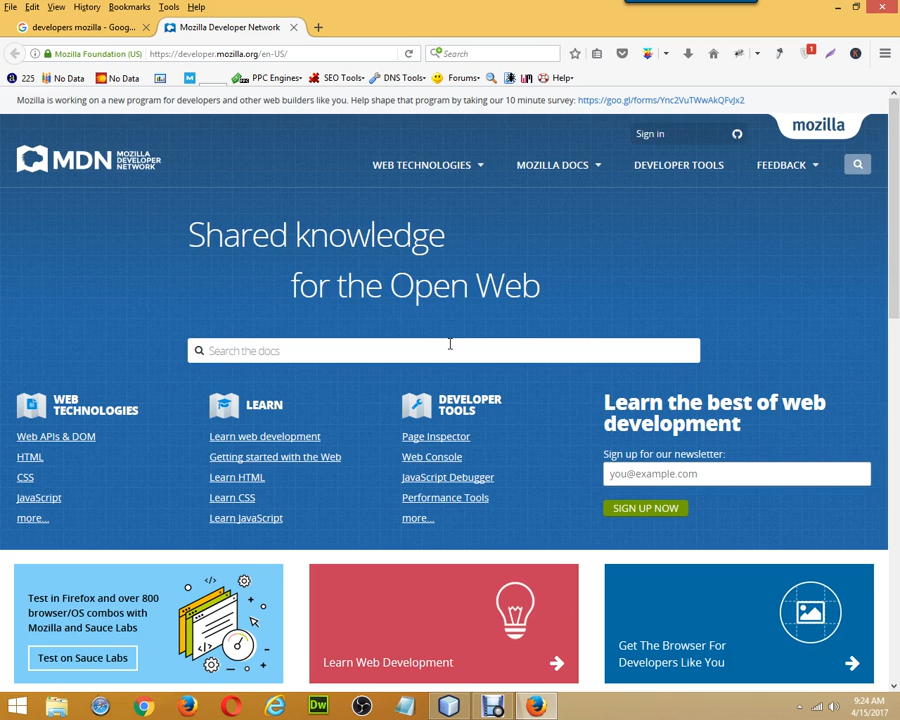 File Edit View History Bookmarks Tools Help
developers mozilla - Goog...
Mozilla Developer Network
Mozilla Foundation (US)
https://developer.mozilla.org/en-US/
Search
1
225 No Data No Data PPC Engines SEO Tools DNS Tools Forums Help
Mozilla is working on a new program for developers and other web builders like you. Help shape that program by taking our 10 minute survey: https://goo.gl/forms/Ync2VuTWwAkQFvJx2
Sign in
mozilla
MDN MOZILLA
DEVELOPER
NETWORK
WEB TECHNOLOGIES MOZILLA DOCS DEVELOPER TOOLS FEEDBACK
Shared knowledge
for the Open Web
Search the docs
WEB
TECHNOLOGIES
Web APIs & DOM
HTML
CSS
JavaScript
more...
LEARN
Learn web development
Getting started with the Web
Learn HTML
Learn CSS
Learn JavaScript
DEVELOPER
TOOLS
Page Inspector
Web Console
JavaScript Debugger
Performance Tools
more...
Learn the best of web
development
Sign up for our newsletter:
you@example.com
SIGN UP NOW
Test in Firefox and over 800
browser/OS combos with
Mozilla and Sauce Labs
Test on Sauce Labs
Learn Web Development
Get The Browser For
Developers Like You
Dw
9:24 AM
4/15/2017